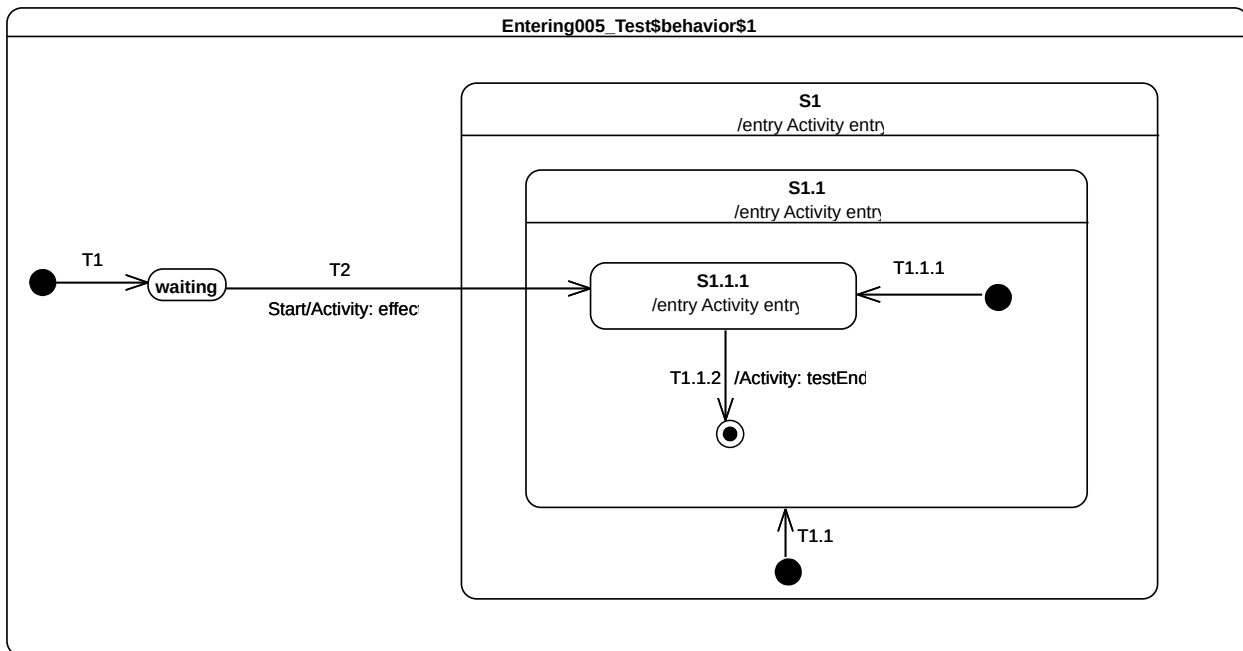 Entering005_Test$behavior$1
S1
/entry Activity entry
S1.1
/entry Activity entry
T1
T2
waiting
Start/Activity: effect
S1.1.1
/entry Activity entry
T1.1.1
T1.1.2 /Activity: testEnd
T1.1